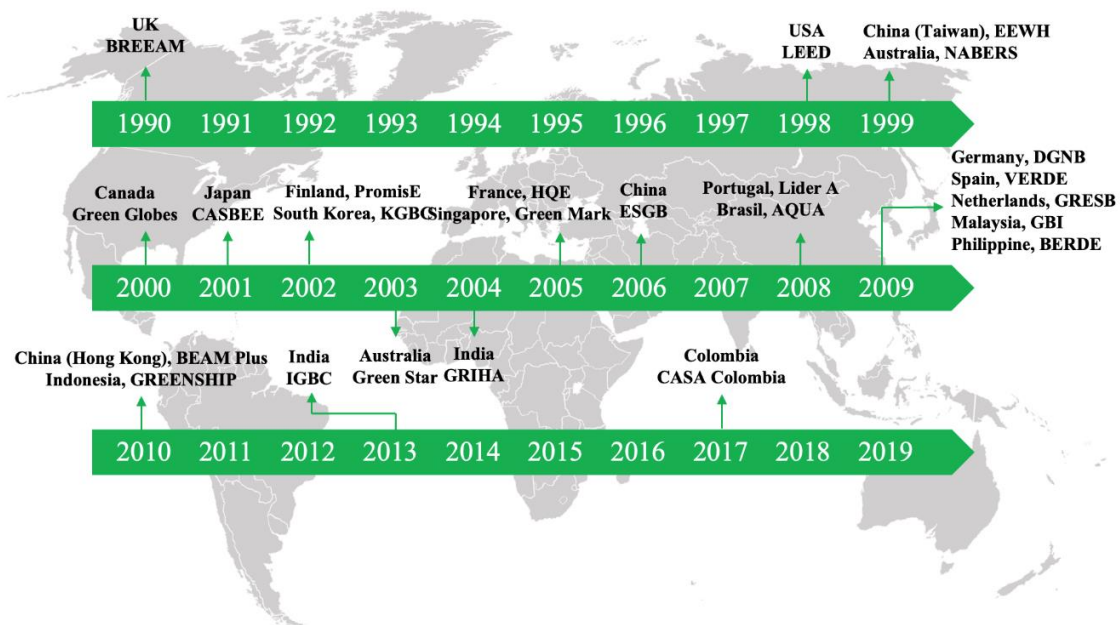 UK
BREEAM
USA
LEED
China (Taiwan), EEWH
Australia, NABERS
1990 1991 1992 1993 1994 1995 1996 1997 1998 1999
Canada
Green Globes
Japan
CASBEE
Finland, PromisE
South Korea, KGBC
France, HQE
Singapore, Green Mark
China
ESGB
Portugal, Lider A
Brasil, AQUA
Germany, DGNB
Spain, VERDE
Netherlands, GRESB
Malaysia, GBI
Philippine, BERDE
2000 2001 2002 2003 2004 2005 2006 2007 2008 2009
China (Hong Kong), BEAM Plus
Indonesia, GREENSHIP
India
IGBC
Australia
Green Star
India
GRIHA
Colombia
CASA Colombia
2010 2011 2012 2013 2014 2015 2016 2017 2018 2019